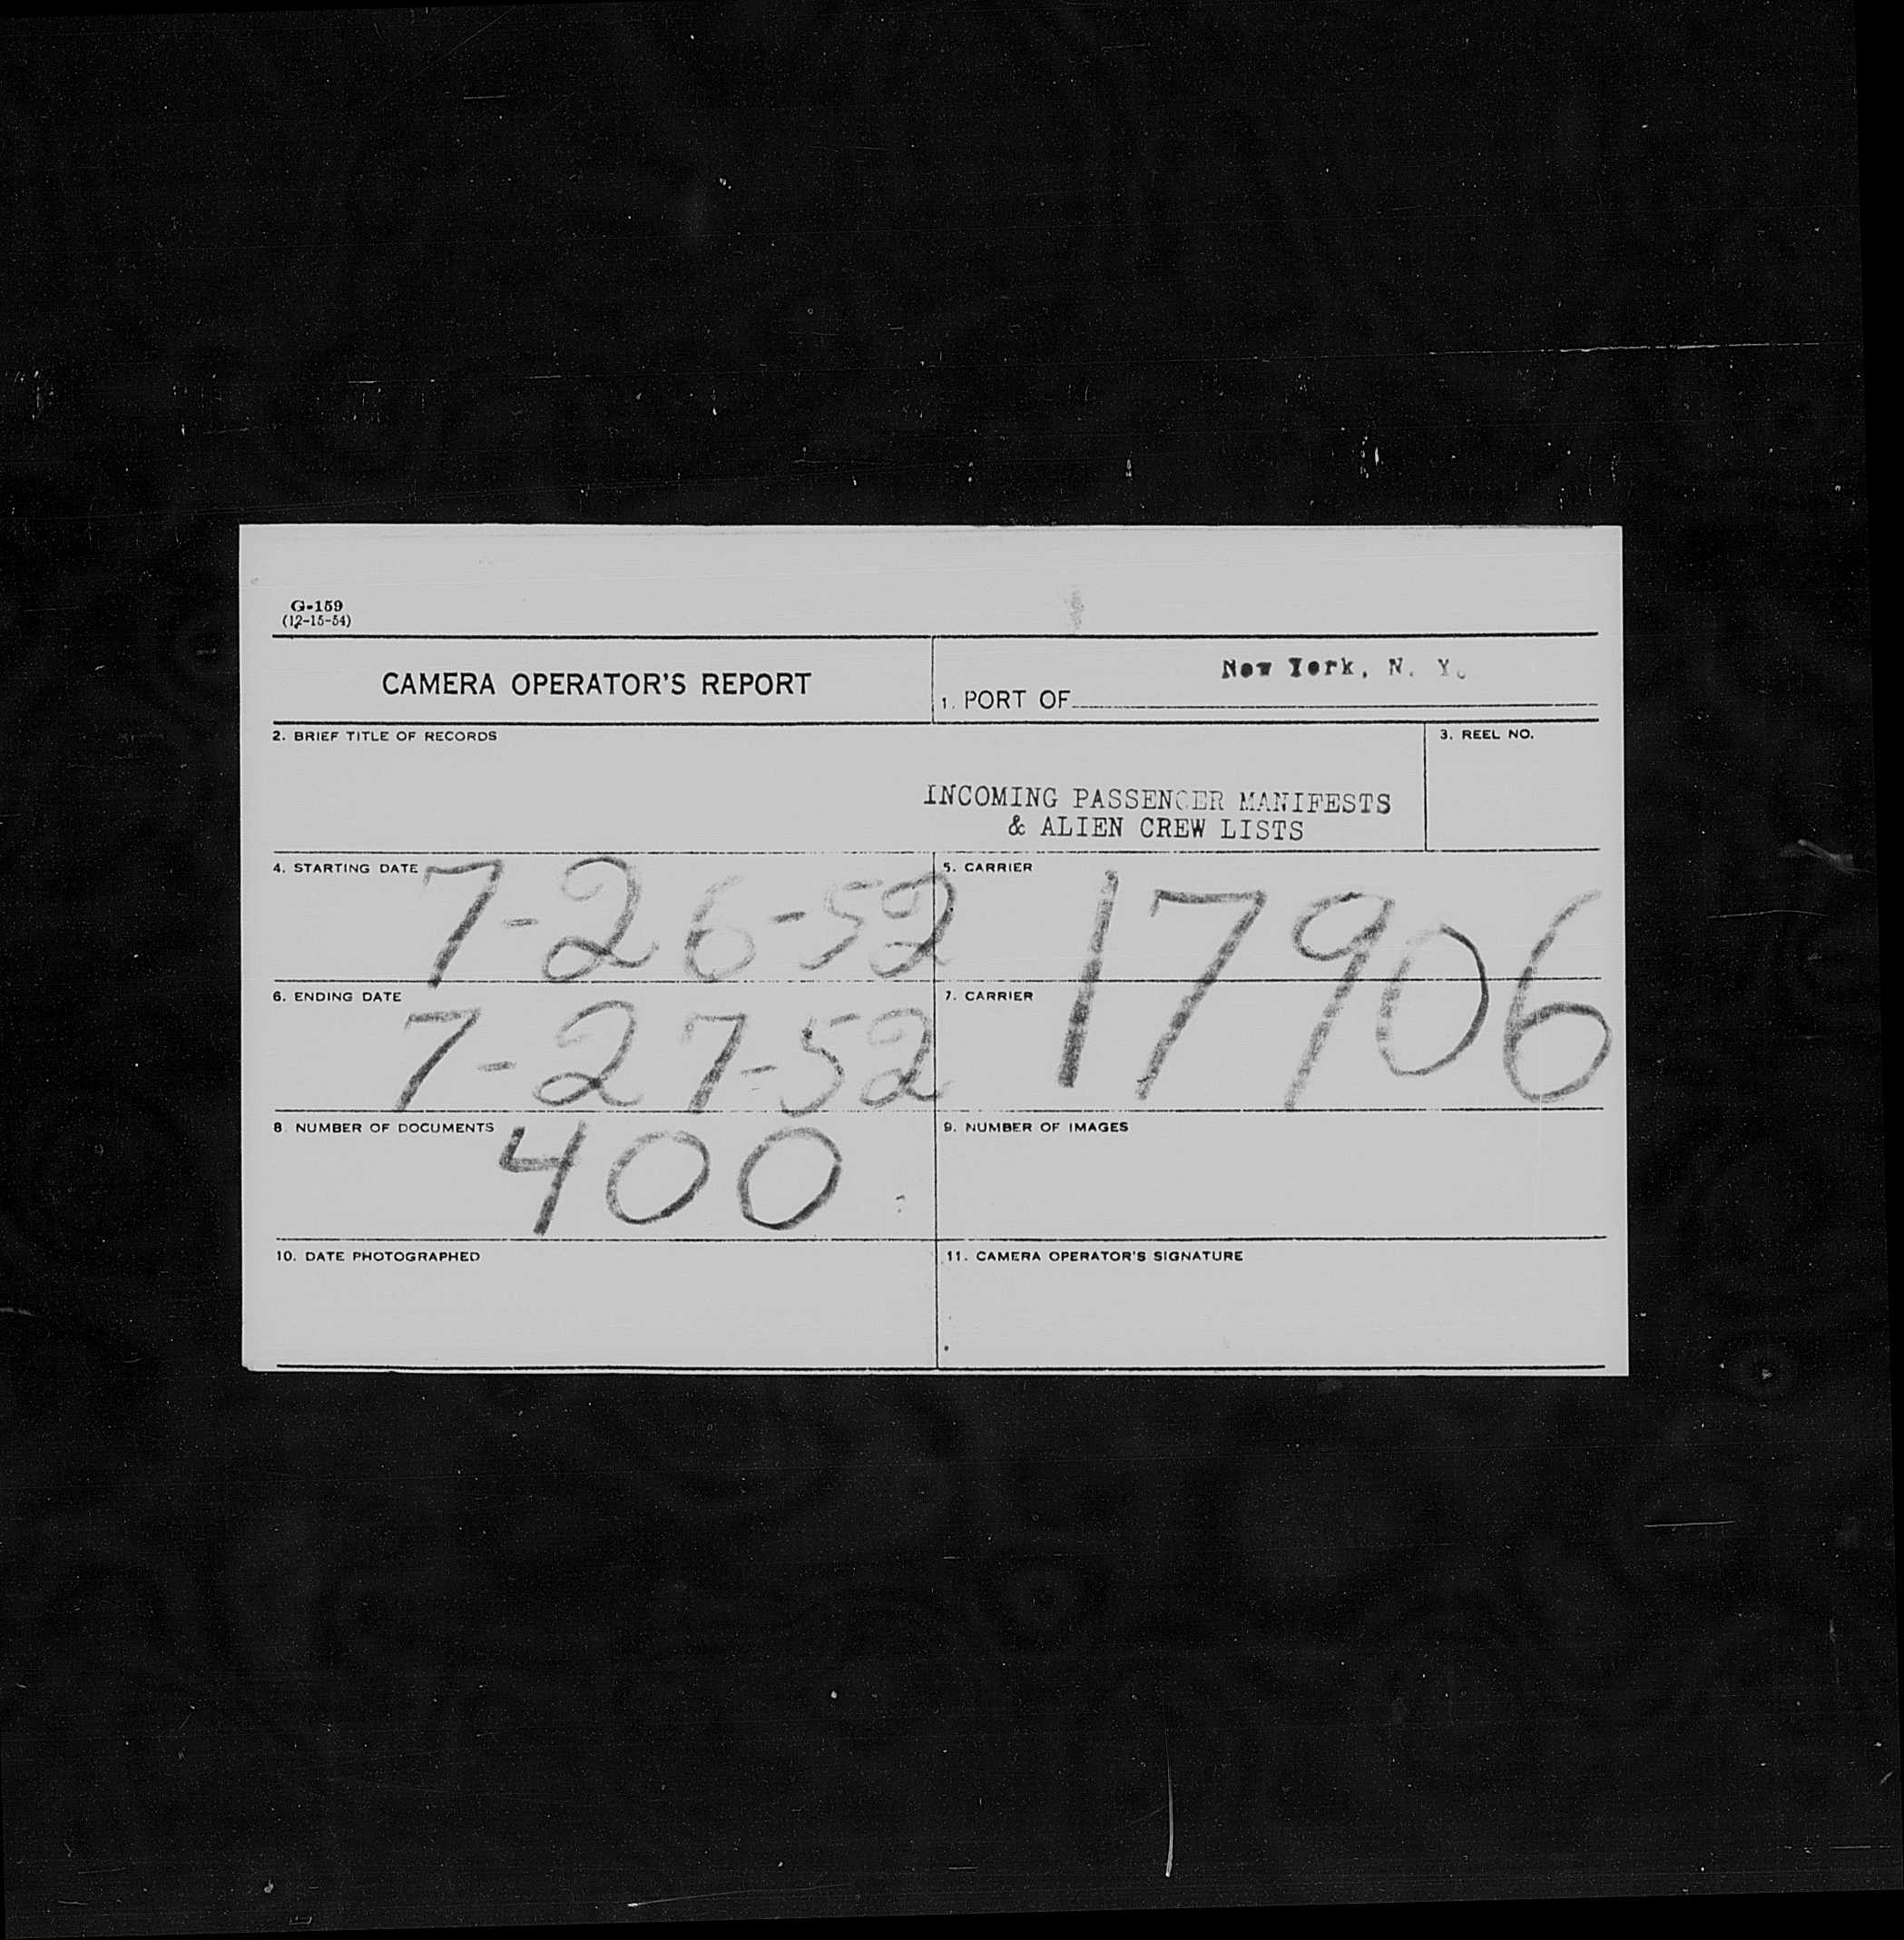 G-159
(12-15-54)
CAMERA OPERATOR'S REPORT
New York, N. Y.
1. PORT OF
2. BRIEF TITLE OF RECORDS
3. REEL NO.
INCOMING PASSENGER MANIFESTS
& ALIEN CREW LISTS
4. STARTING DATE 7-26-52
5. CARRIER
17906
6. ENDING DATE
7-27-52
7. CARRIER
8. NUMBER OF DOCUMENTS 400
9. NUMBER OF IMAGES
10. DATE PHOTOGRAPHED
11. CAMERA OPERATOR'S SIGNATURE